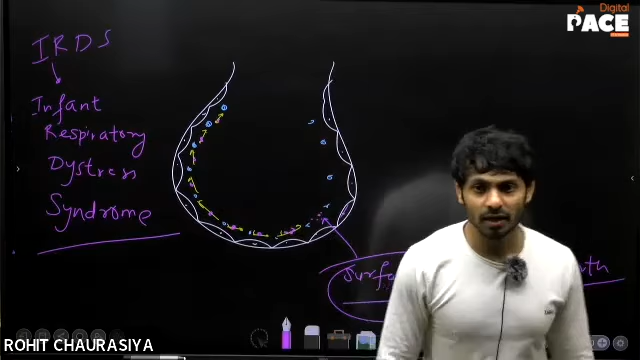 IRDS
Infant
Respiratory
Dystress
Syndrome
Digital
PACE
ROHIT CHAURASIYA